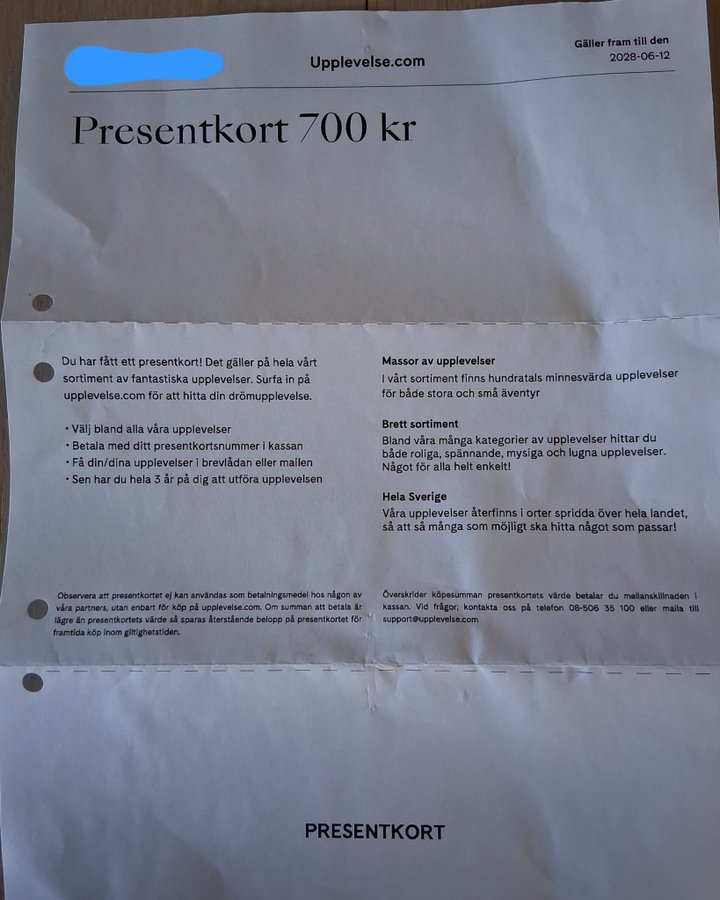 Upplevelse.com
Gäller fram till den
2028-06-12
Presentkort 700 kr
Du har fått ett presentkort! Det gäller på hela vårt
sortiment av fantastiska upplevelser. Surfa in på
upplevelse.com för att hitta din drömupplevelse.
• Välj bland alla våra upplevelser
• Betala med ditt presentkortsnummer i kassan
• Få din/dina upplevelser i brevlådan eller mailen
• Sen har du hela 3 år på dig att utföra upplevelsen
Massor av upplevelser
I vårt sortiment finns hundratals minnesvärda upplevelser
för både stora och små äventyr
Brett sortiment
Bland våra många kategorier av upplevelser hittar du
både roliga, spännande, mysiga och lugna upplevelser.
Något för alla helt enkelt!
Hela Sverige
Våra upplevelser återfinns i orter spridda över hela landet,
så att så många som möjligt ska hitta något som passar!
Observera att presentkortet ej kan användas som betalningsmedel hos någon av
våra partners, utan enbart för köp på upplevelse.com. Om summan att betala är
lägre än presentkortets värde så sparas återstående belopp på presentkortet för
framtida köp inom giltighetstiden.
Överskrider köpesumman presentkortets värde betalar du mellanskillnaden i
kassan. Vid frågor, kontakta oss på telefon 08-506 35 100 eller maila till
support@upplevelse.com
PRESENTKORT